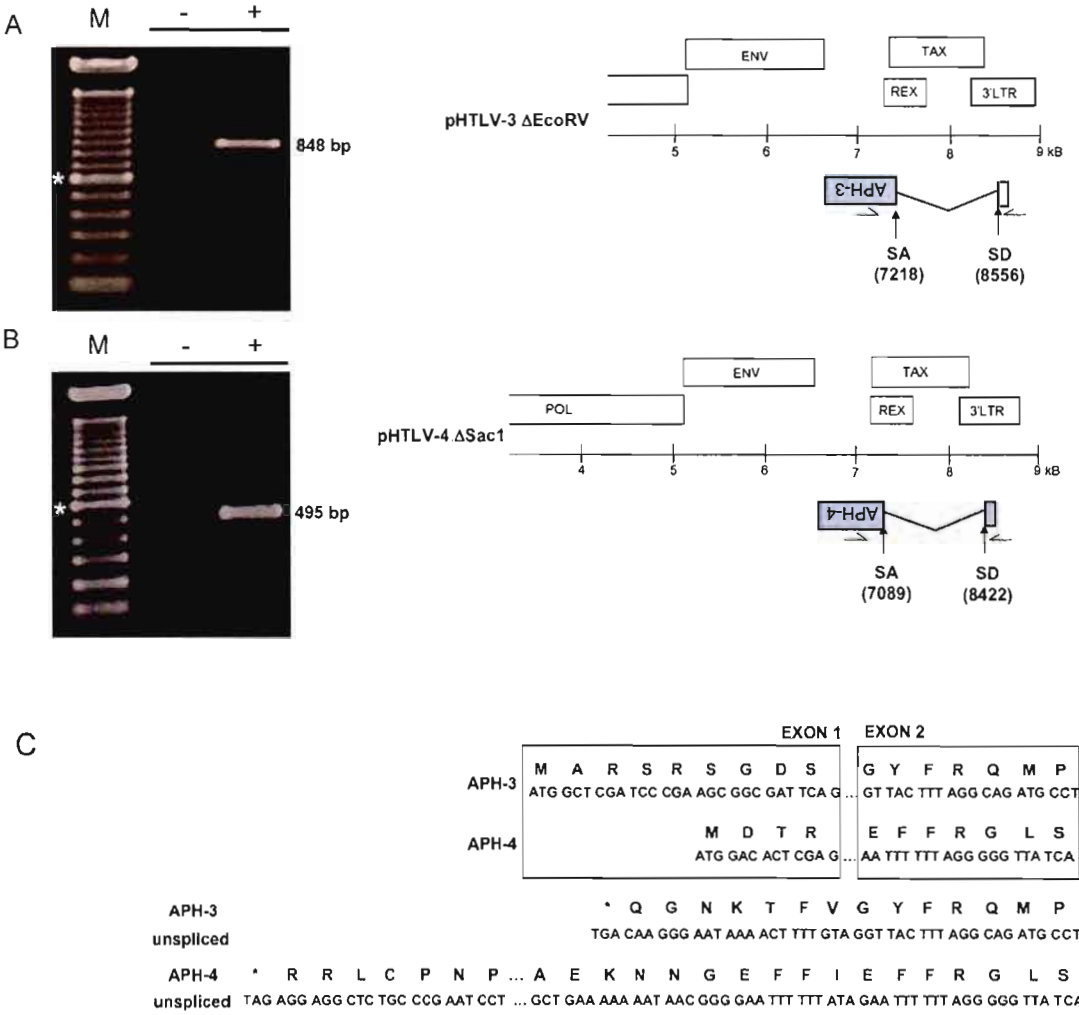 A
M - +
*
848 bp
pHTLV-3 ΔEcoRV
ENV
TAX
REX
3'LTR
5 6 7 8 9 kB
APH-3
SA
(7218)
SD
(8556)
B
M - +
*
495 bp
pHTLV-4.ΔSac1
ENV
TAX
POL
REX
3'LTR
4 5 6 7 8 9 kB
APH-4
SA
(7089)
SD
(8422)
C
EXON 1 EXON 2
M A R S R S G D S G Y F R Q M P
APH-3
ATG GCT CGA TCC CGA AGC GGC GAT TCA G ... GT TAC TTT AGG CAG ATG CCT
M D T R E F F R G L S
APH-4
ATG GAC ACT CGA G ... AA TTT TTT AGG GGG TTA TCA
APH-3 * Q G N K T F V G Y F R Q M P
unspliced TGA CAA GGG AAT AAA ACT TTT GTA GGT TAC TTT AGG CAG ATG CCT
APH-4 * R R L C P N P ... A E K N N G E F F I E F F R G L S
unspliced TAG AGG AGG CTC TGC CCG AAT CCT ... GCT GAA AAA AAT AAC GGG GAA TTT TTT ATA GAA TTT TTT AGG GGG TTA TCA